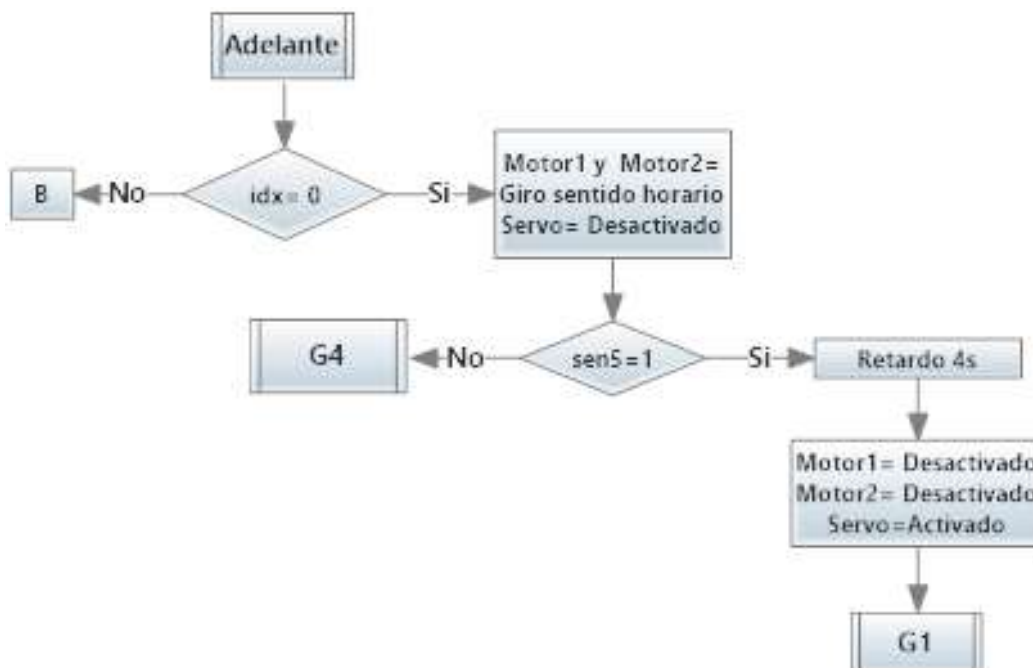 Adelante
idx= 0
No
B
Si
Motor1 y Motor2=
Giro sentido horario
Servo= Desactivado
sen5=1
No
G4
Si
Retardo 4s
Motor1= Desactivado
Motor2= Desactivado
Servo=Activado
G1